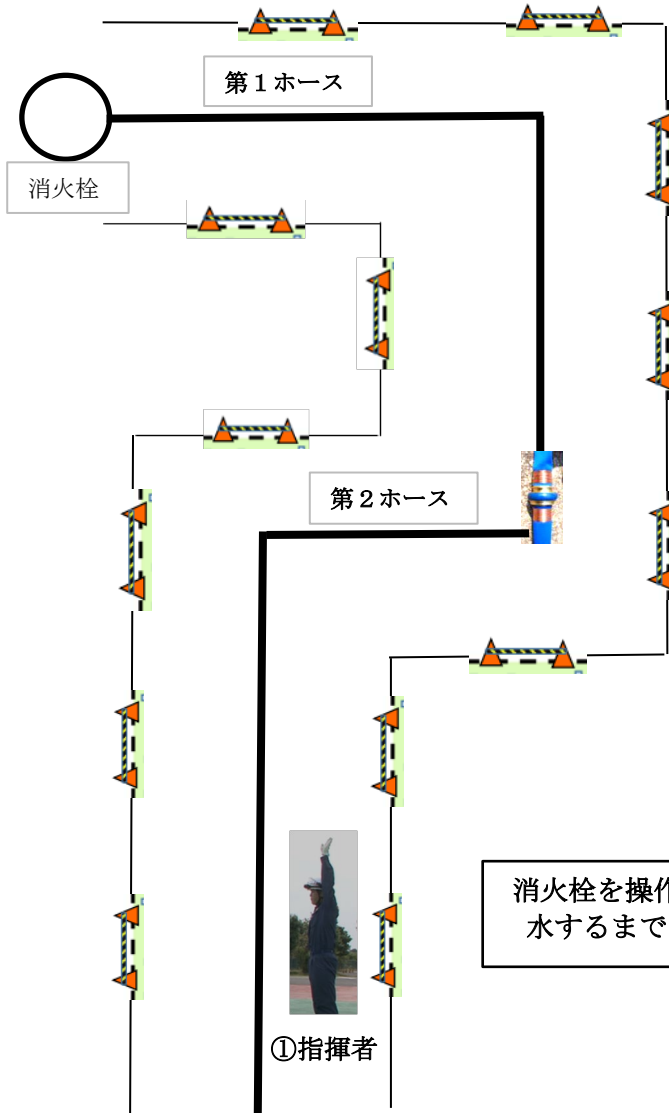 第１ホース
消火栓
第２ホース
消火栓を操作
水するまで
①指揮者